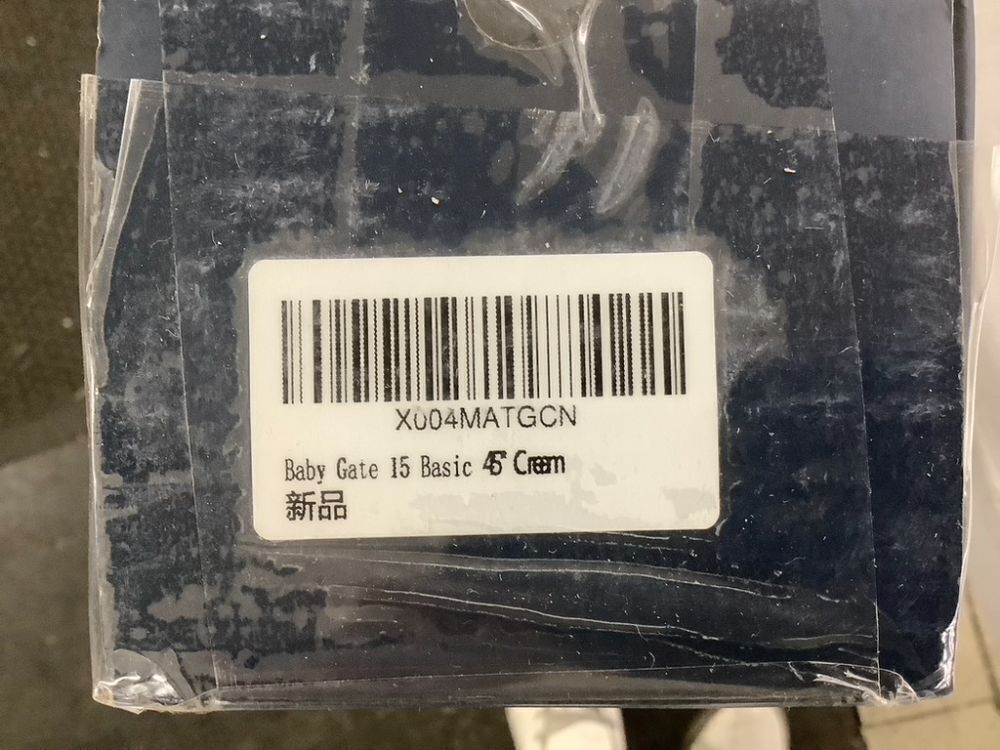 X004MATGCN
Baby Gate 15 Basic 45" Cream
新品